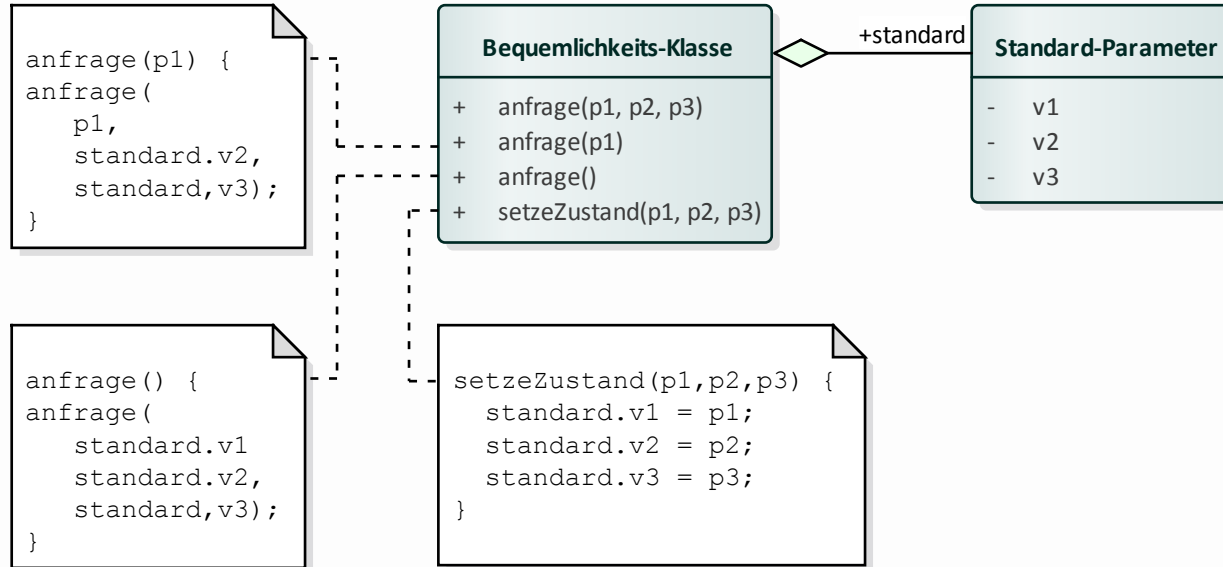 anfrage(p1) {
anfrage(
p1,
standard.v2,
standard,v3);
}
Bequemlichkeits-Klasse
+ anfrage(p1, p2, p3)
+ anfrage(p1)
+ anfrage()
+ setzeZustand(p1, p2, p3)
+standard
Standard-Parameter
- v1
- v2
- v3
anfrage() {
anfrage(
standard.v1
standard.v2,
standard,v3);
}
setzeZustand(p1,p2,p3) {
standard.v1 = p1;
standard.v2 = p2;
standard.v3 = p3;
}